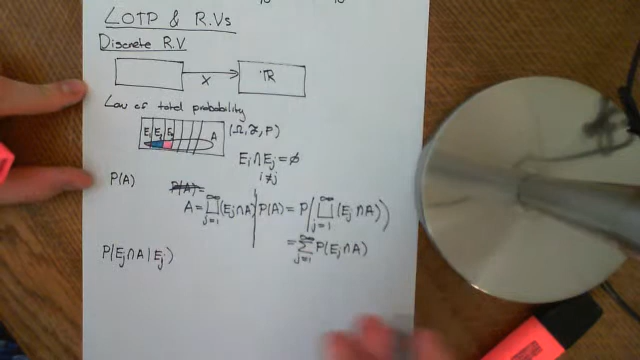 LOTP & R.Vs
Discrete R.V
X
ℝ
Law of total probability
E₁ E₂ E₃ A (Ω, ℱ, P)
Eᵢ ∩ Eⱼ = ∅
i ≠ j
P(A)
P(A) =
A = ∐_{j=1}^{∞} (Eⱼ ∩ A) P(A) = P(∐_{j=1}^{∞} (Eⱼ ∩ A))
= ∑_{j=1}^{∞} P(Eⱼ ∩ A)
P(Eⱼ ∩ A | Eⱼ)